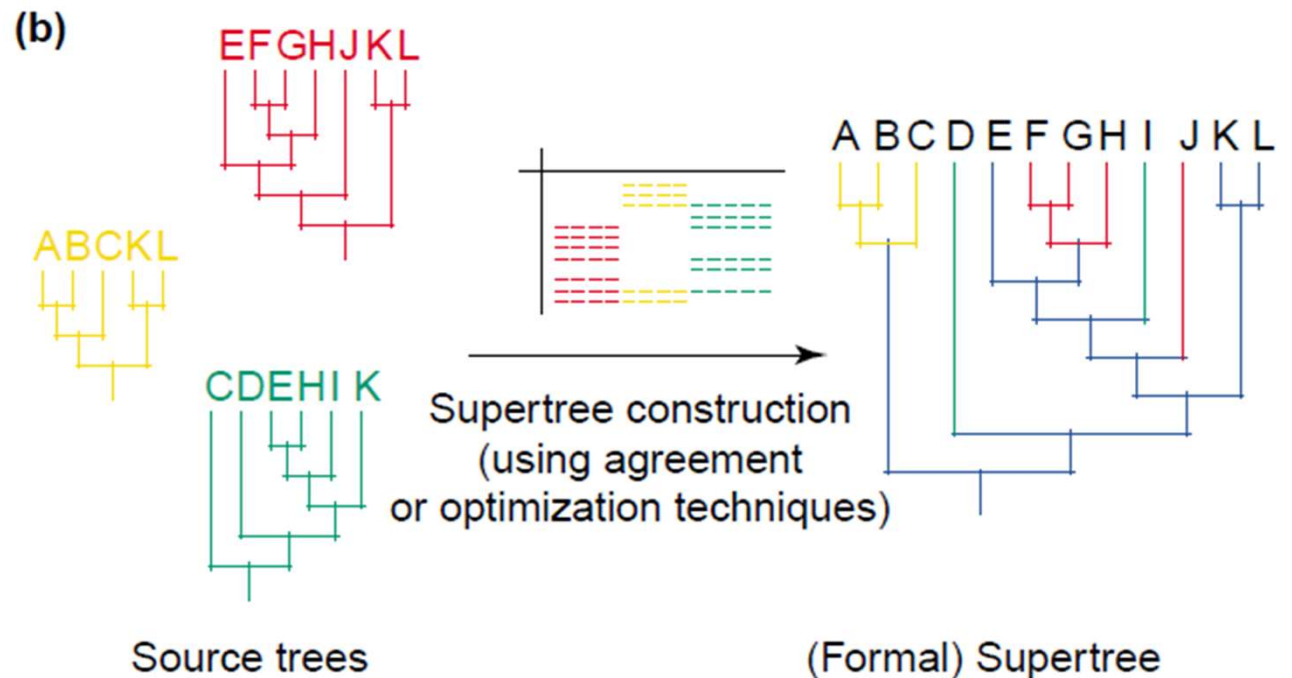 (b)
EFGHJKL
ABCKL
CDEHI K
Supertree construction
(using agreement
or optimization techniques)
A B C D E F G H I J K L
Source trees
(Formal) Supertree